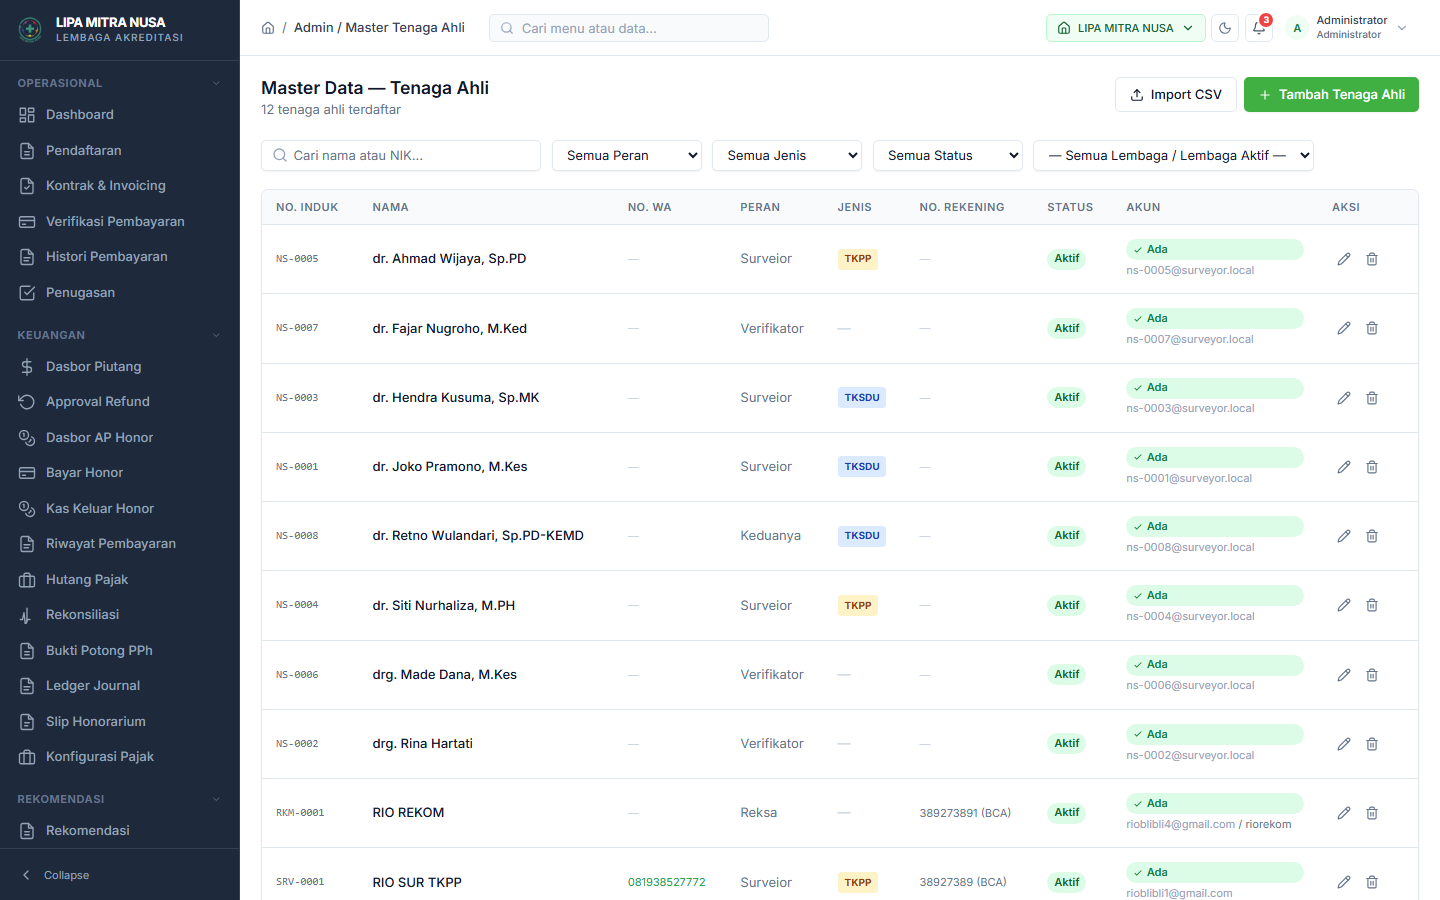 LIPA MITRA NUSA
LEMBAGA AKREDITASI
OPERASIONAL
Dashboard
Pendaftaran
Kontrak & Invoicing
Verifikasi Pembayaran
Histori Pembayaran
Penugasan
KEUANGAN
Dasbor Piutang
Approval Refund
Dasbor AP Honor
Bayar Honor
Kas Keluar Honor
Riwayat Pembayaran
Hutang Pajak
Rekonsiliasi
Bukti Potong PPh
Ledger Journal
Slip Honorarium
Konfigurasi Pajak
REKOMENDASI
Rekomendasi
Collapse
/ Admin / Master Tenaga Ahli
Cari menu atau data...
LIPA MITRA NUSA
3
A
Administrator
Administrator
Master Data — Tenaga Ahli
12 tenaga ahli terdaftar
Import CSV
+ Tambah Tenaga Ahli
Cari nama atau NIK...
Semua Peran
Semua Jenis
Semua Status
— Semua Lembaga / Lembaga Aktif —
NO. INDUK NAMA NO. WA PERAN JENIS NO. REKENING STATUS AKUN AKSI
NS-0005 dr. Ahmad Wijaya, Sp.PD — Surveior TKPP — Aktif ✓ Ada
ns-0005@surveyor.local
NS-0007 dr. Fajar Nugroho, M.Ked — Verifikator — — Aktif ✓ Ada
ns-0007@surveyor.local
NS-0003 dr. Hendra Kusuma, Sp.MK — Surveior TKSDU — Aktif ✓ Ada
ns-0003@surveyor.local
NS-0001 dr. Joko Pramono, M.Kes — Surveior TKSDU — Aktif ✓ Ada
ns-0001@surveyor.local
NS-0008 dr. Retno Wulandari, Sp.PD-KEMD — Keduanya TKSDU — Aktif ✓ Ada
ns-0008@surveyor.local
NS-0004 dr. Siti Nurhaliza, M.PH — Surveior TKPP — Aktif ✓ Ada
ns-0004@surveyor.local
NS-0006 drg. Made Dana, M.Kes — Verifikator — — Aktif ✓ Ada
ns-0006@surveyor.local
NS-0002 drg. Rina Hartati — Verifikator — — Aktif ✓ Ada
ns-0002@surveyor.local
RKM-0001 RIO REKOM — Reksa — 389273891 (BCA) Aktif ✓ Ada
rioblibli4@gmail.com / riorekom
SRV-0001 RIO SUR TKPP 081938527772 Surveior TKPP 38927389 (BCA) Aktif ✓ Ada
rioblibli1@gmail.com